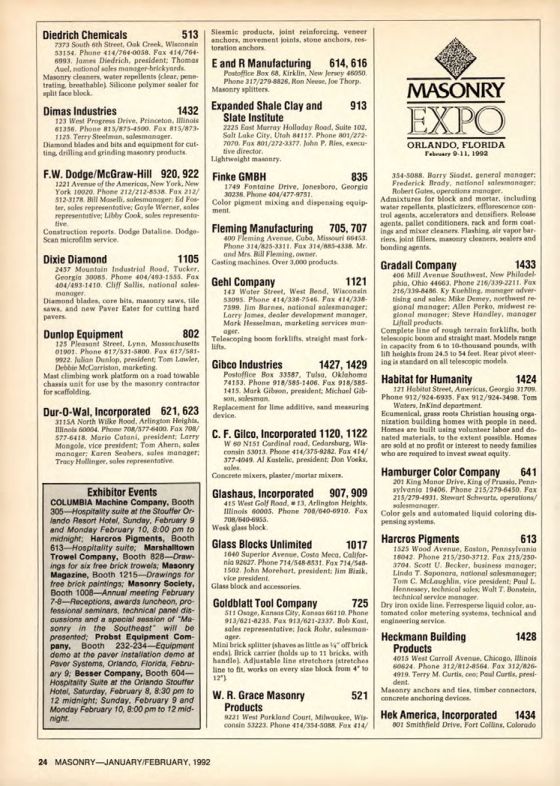 Diedrich Chemicals 513
7373 South 6th Street, Oak Creek, Wisconsin
53154. Phone 414/764-0058. Fax 414/764-
6993. James Diedrich, president; Thomas
Auel, national sales manager-brickyards.
Masonry cleaners, water repellents (clear, pene-
trating, breathable). Silicone polymer sealer for
split face block.
Dimas Industries 1432
123 West Progress Drive, Princeton, Illinois
61356. Phone 815/875-4500. Fax 815/873-
1125. Terry Steelman, salesmanager.
Diamond blades and bits and equipment for cut-
ting, drilling and grinding masonry products.
F.W. Dodge/McGraw-Hill 920, 922
1221 Avenue of the Americas, New York, New
York 10020. Phone 212/212-8538. Fax 212/
512-3178. Bill Moselli, salesmanager; Ed Fos-
ter, sales representative; Gayle Werner, sales
representative; Libby Cook, sales representa-
tive.
Construction reports. Dodge Dataline. Dodge-
Scan microfilm service.
Dixie Diamond 1105
2457 Mountain Industrial Road, Tucker,
Georgia 30085. Phone 404/493-1555. Fax
404/493-1410. Cliff Sallis, national sales-
manager.
Diamond blades, core bits, masonry saws, tile
saws, and new Paver Eater for cutting hard
pavers.
Dunlop Equipment 802
125 Pleasant Street, Lynn, Massachusetts
01901. Phone 617/531-5800. Fax 617/581-
9922. Julian Dunlop, president; Tom Lawler,
Debbie McCarriston, marketing.
Mast climbing work platform on a road towable
chassis unit for use by the masonry contractor
for scaffolding.
Dur-O-Wal, Incorporated 621, 623
3115A North Wilke Road, Arlington Heights,
Illinois 60004. Phone 708/577-6400. Fax 708/
577-6418. Mario Catani, president; Larry
Mongole, vice president; Tom Ahern, sales
manager; Karen Seabers, sales manager;
Tracy Hollinger, sales representative.
Exhibitor Events
COLUMBIA Machine Company, Booth
305—Hospitality suite at the Stouffer Or-
lando Resort Hotel, Sunday, February 9
and Monday February 10, 8:00 pm to
midnight; Harcros Pigments, Booth
613—Hospitality suite; Marshalltown
Trowel Company, Booth 828—Draw-
ings for six free brick trowels; Masonry
Magazine, Booth 1215—Drawings for
free brick paintings; Masonry Society,
Booth 1008—Annual meeting February
7-8—Receptions, awards luncheon, pro-
fessional seminars, technical panel dis-
cussions and a special session of "Ma-
sonry in the Southeast" will be
presented; Probst Equipment Com-
pany, Booth 232-234—Equipment
demo at the paver installation demo at
Paver Systems, Orlando, Florida, Febru-
ary 9; Besser Company, Booth 604—
Hospitality Suite at the Orlando Stouffer
Hotel, Saturday, February 8, 8:30 pm to
12 midnight; Sunday, February 9 and
Monday February 10, 8:00 pm to 12 mid-
night.
Siesmic products, joint reinforcing, veneer
anchors, movement joints, stone anchors, res-
toration anchors.
E and R Manufacturing 614, 616
Postoffice Box 68, Kirklin, New Jersey 46050.
Phone 317/279-8826, Ron Neese, Joe Thorp.
Masonry splitters.
Expanded Shale Clay and 913
Slate Institute
2225 East Murray Holladay Road, Suite 102,
Salt Lake City, Utah 84117. Phone 801/272-
7070. Fax 801/272-3377. John P. Ries, execu-
tive director.
Lightweight masonry.
Finke GMBH 835
1749 Fontaine Drive, Jonesboro, Georgia
30236. Phone 404/477-9751.
Color pigment mixing and dispensing equip-
ment.
Fleming Manufacturing 705, 707
400 Fleming Avenue, Cuba, Missouri 66453.
Phone 314/825-3311. Fax 314/885-4338. Mr.
and Mrs. Bill Fleming, owner.
Casting machines. Over 3,000 products.
Gehl Company 1121
143 Water Street, West Bend, Wisconsin
53095. Phone 414/338-7546. Fax 414/338-
7599. Jim Barnes, national salesmanager;
Larry James, dealer development manager,
Mark Hesselman, marketing services man-
ager.
Telescoping boom forklifts, straight mast fork-
lifts.
Gibco Industries 1427, 1429
Postoffice Box 33587, Tulsa, Oklahoma
74153. Phone 918/585-1406. Fax 918/585-
1415. Mark Gibson, president; Michael Gib-
son, salesman.
Replacement for lime additive, sand measuring
device.
C. F. Gilco, Incorporated 1120, 1122
W 60 N151 Cardinal road, Cedarsburg, Wis-
consin 53013. Phone 414/375-9282. Fax 414/
377-4049. Al Kastelic, president; Don Voeks,
sales.
Concrete mixers, plaster/mortar mixers.
Glashaus, Incorporated 907, 909
415 West Golf Road, #13, Arlington Heights,
Illinois 60005. Phone 708/640-6910. Fax
708/640-6955.
Weck glass block.
Glass Blocks Unlimited 1017
1640 Superior Avenue, Costa Meca, Califor-
nia 92627. Phone 714/548-8531. Fax 714/548-
1502. John Morehart, president; Jim Bizik,
vice president.
Glass block and accessories.
Goldblatt Tool Company 725
511 Osage, Kansas City, Kansas 66110. Phone
913/621-8235. Fax 913/621-2337. Bob Kast,
sales representative; Jack Rohr, salesman-
ager.
Mini brick splitter (shaves as little as ¼" off brick
ends). Brick carrier (holds up to 11 bricks, with
handle). Adjustable line stretchers (stretches
line to fit, works on every size block from 4" to
12").
W. R. Grace Masonry 521
Products
9221 West Parkland Court, Milwaukee, Wis-
consin 53223. Phone 414/354-5088. Fax 414/
MASONRY
EXPO
ORLANDO, FLORIDA
February 9-11, 1992
354-5088. Barry Siadat, general manager;
Frederick Brady, national salesmanager;
Robert Gates, operations manager.
Admixtures for block and mortar, including
water repellents, plasticizers, efflorescence con-
trol agents, accelerators and densifiers. Release
agents, pallet conditioners, rack and form coat-
ings and mixer cleaners. Flashing, air vapor bar-
riers, joint fillers, masonry cleaners, sealers and
bonding agents.
Gradall Company 1433
406 Mill Avenue Southwest, New Philadel-
phia, Ohio 44663. Phone 216/339-2211. Fax
216/339-8486. Ky Kuehling, manager adver-
tising and sales; Mike Demey, northwest re-
gional manager; Allen Perko, midwest re-
gional manager; Steve Handley, manager
Liftall products.
Complete line of rough terrain forklifts, both
telescopic boom and straight mast. Models range
in capacity from 6 to 10-thousand pounds, with
lift heights from 24.5 to 54 feet. Rear pivot steer-
ing is standard on all telescopic models.
Habitat for Humanity 1424
121 Habitat Street, Americus, Georgia 31709.
Phone 912/924-6935. Fax 912/924-3498. Tom
Waters, InKind department.
Ecumenical, grass roots Christian housing orga-
nization building homes with people in need.
Homes are built using volunteer labor and do-
nated materials, to the extent possible. Homes
are sold at no profit or interest to needy families
who are required to invest sweat equity.
Hamburger Color Company 641
201 King Manor Drive, King of Prussia, Penn-
sylvania 19406. Phone 215/279-6450. Fax
215/279-4931. Stewart Schwartz, operations/
salesmanager.
Color gels and automated liquid coloring dis-
pensing systems.
Harcros Pigments 613
1525 Wood Avenue, Easton, Pennsylvania
18042. Phone 215/250-3712. Fax 215/250-
3704. Scott U. Becker, business manager;
Linda T. Saponara, national salesmanager;
Tom C. McLaughlin, vice president; Paul L.
Hennessey, technical sales; Walt T. Bonstein,
technical service manager.
Dry iron oxide line. Ferrosperse liquid color, au-
tomated color metering systems, technical and
engineering service.
Heckmann Building 1428
Products
4015 West Carroll Avenue, Chicago, Illinois
60624. Phone 312/812-8564. Fax 312/826-
4919. Terry M. Curtis, ceo; Paul Curtis, presi-
dent.
Masonry anchors and ties, timber connectors,
concrete anchoring devices.
Hek America, Incorporated 1434
801 Smithfield Drive, Fort Collins, Colorado
24 MASONRY—JANUARY/FEBRUARY, 1992